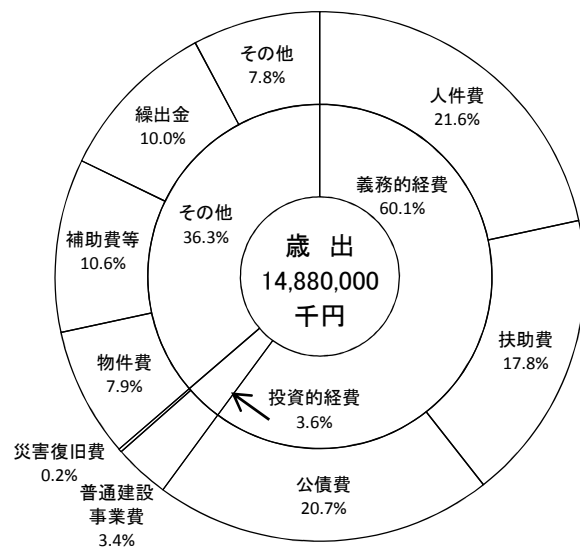 その他
7.8%
人件費
21.6%
繰出金
10.0%
義務的経費
60.1%
その他
36.3%
補助費等
10.6%
歳 出
14,880,000
千円
扶助費
17.8%
物件費
7.9%
投資的経費
3.6%
災害復旧費
0.2%
普通建設
事業費
3.4%
公債費
20.7%